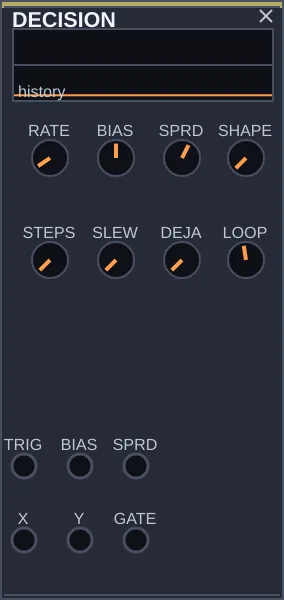 DECISION
history
RATE BIAS SPRD SHAPE
STEPS SLEW DEJA LOOP
TRIG BIAS SPRD
X Y GATE